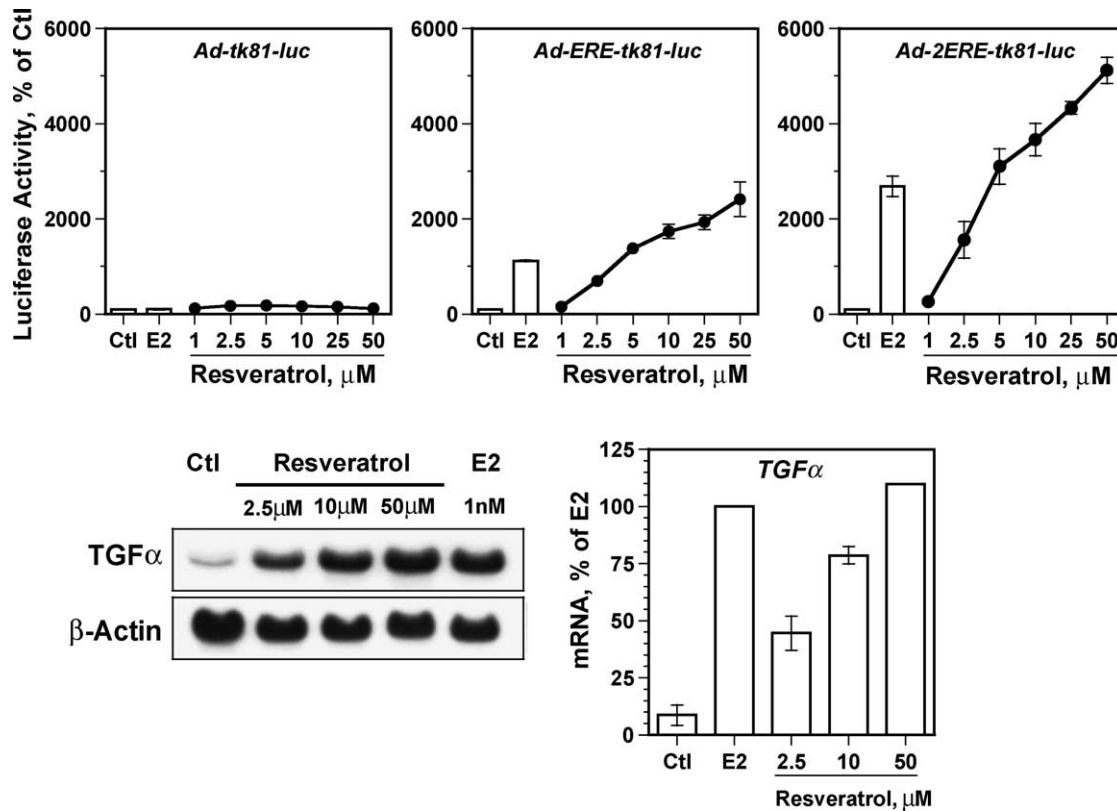 Luciferase Activity, % of Ctl
Ad-tk81-luc
6000
4000
2000
0
Ctl E2 1 2.5 5 10 25 50
Resveratrol, μM
Ad-ERE-tk81-luc
6000
4000
2000
0
Ctl E2 1 2.5 5 10 25 50
Resveratrol, μM
Ad-2ERE-tk81-luc
6000
4000
2000
0
Ctl E2 1 2.5 5 10 25 50
Resveratrol, μM
Ctl Resveratrol E2
2.5μM 10μM 50μM 1nM
TGFα
β-Actin
mRNA, % of E2
TGFα
125
100
75
50
25
0
Ctl E2 2.5 10 50
Resveratrol, μM